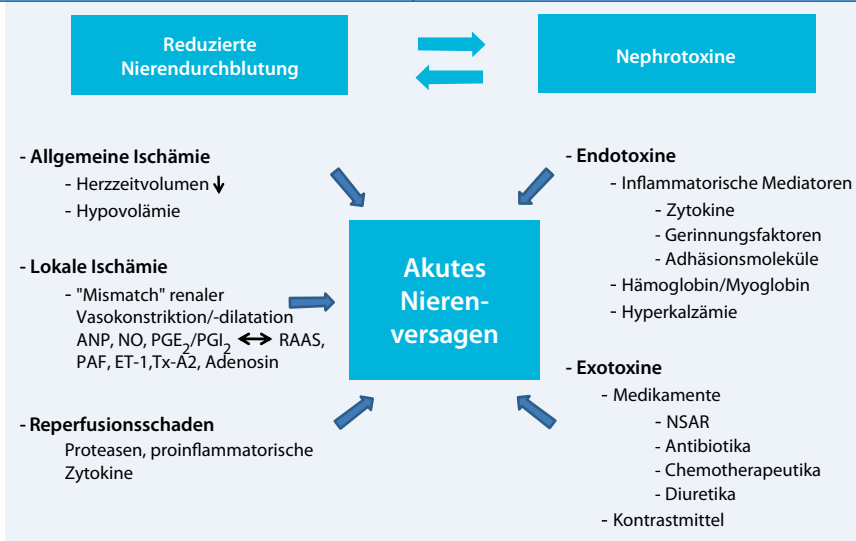 Reduzierte
Nierendurchblutung
Nephrotoxine
- Allgemeine Ischämie
- Herzzeitvolumen ↓
- Hypovolämie
- Lokale Ischämie
- "Mismatch" renaler
Vasokonstriktion/-dilatation
ANP, NO, PGE2/PGI2 ↔ RAAS,
PAF, ET-1,Tx-A2, Adenosin
- Reperfusionsschaden
Proteasen, proinflammatorische
Zytokine
Akutes
Nieren-
versagen
- Endotoxine
- Inflammatorische Mediatoren
- Zytokine
- Gerinnungsfaktoren
- Adhäsionsmoleküle
- Hämoglobin/Myoglobin
- Hyperkalzämie
- Exotoxine
- Medikamente
- NSAR
- Antibiotika
- Chemotherapeutika
- Diuretika
- Kontrastmittel